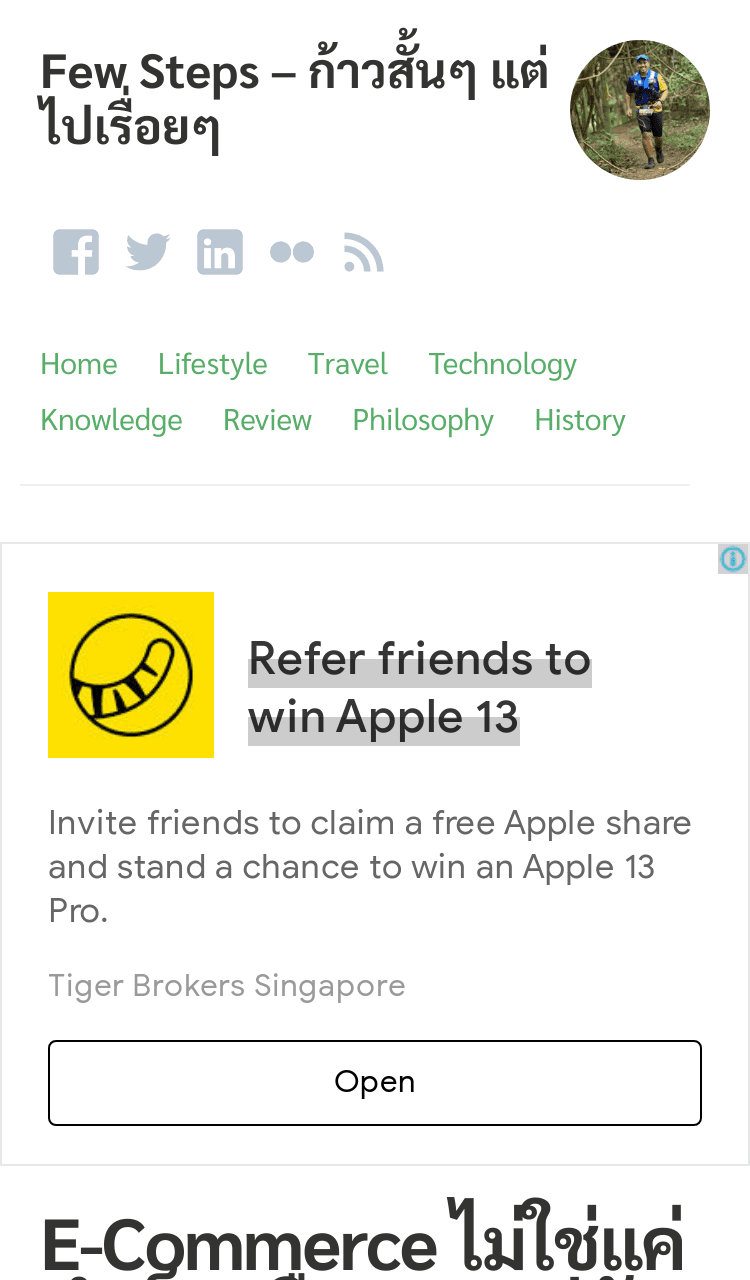 Few Steps – ก้าวสั้นๆ แต่
ไปเรื่อยๆ
Home Lifestyle Travel Technology
Knowledge Review Philosophy History
Refer friends to
win Apple 13
Invite friends to claim a free Apple share
and stand a chance to win an Apple 13
Pro.
Tiger Brokers Singapore
Open
E-Commerce ไม่ใช่แค่